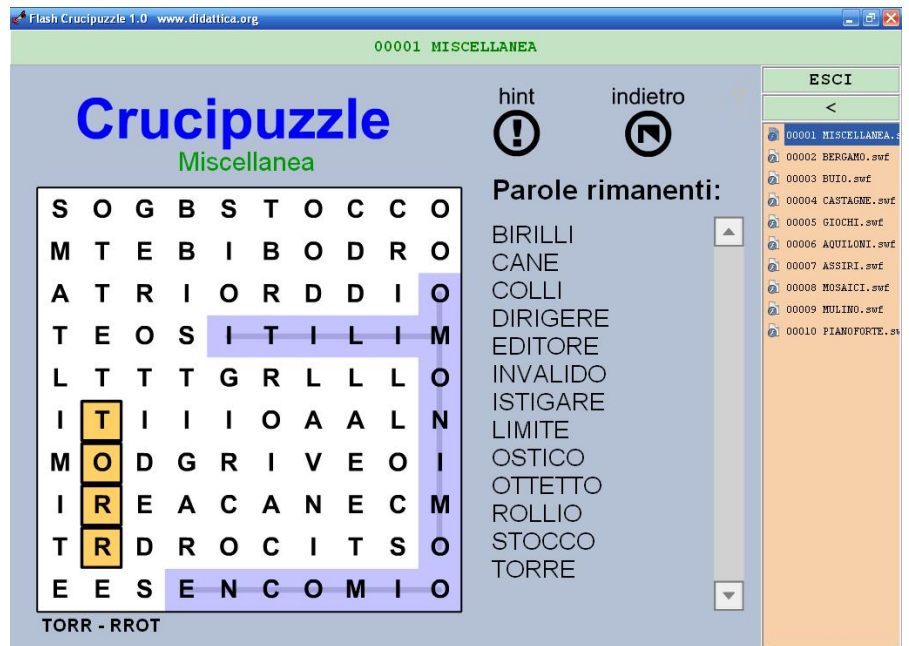 Flash Crucipuzzle 1.0 www.didattica.org
00001 MISCELLANEA
ESCI
<
00001 MISCELLANEA.s
00002 BERGAMO.swf
00003 BUIO.swf
00004 CASTAGNE.swf
00005 GIOCHI.swf
00006 AQUILONI.swf
00007 ASSIRI.swf
00008 MOSAICI.swf
00009 MULINO.swf
00010 PIANOFORTE.sw
Crucipuzzle
Miscellanea
hint indietro
S O G B S T O C C O
M T E B I B O D R O
A T R I O R D D I O
T E O S I T I L I M
L T T T G R L L L O
I T I I I O A A L N
M O D G R I V E O I
I R E A C A N E C M
T R D R O C I T S O
E E S E N C O M I O
TORR - RROT
Parole rimanenti:
BIRILLI
CANE
COLLI
DIRIGERE
EDITORE
INVALIDO
ISTIGARE
LIMITE
OSTICO
OTTETTO
ROLLIO
STOCCO
TORRE